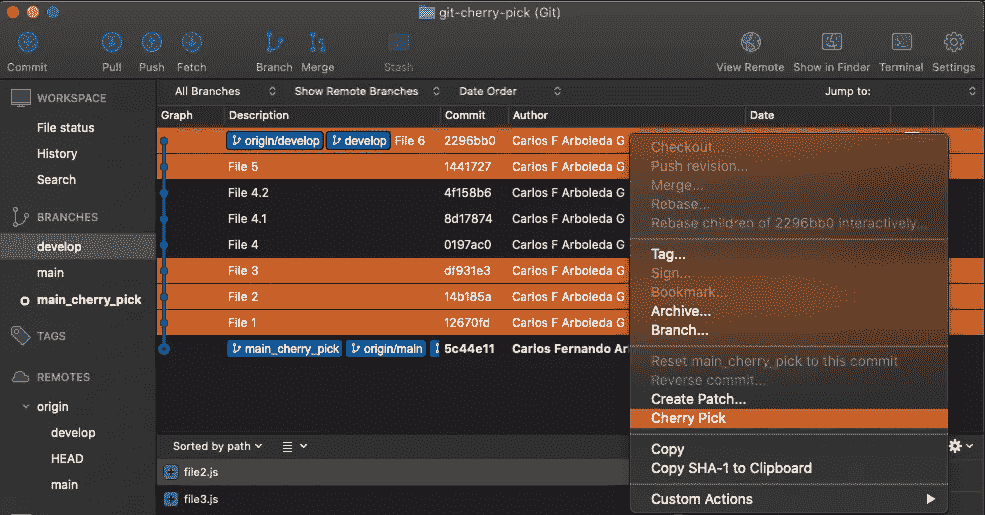 git-cherry-pick (Git)
Commit Pull Push Fetch Branch Merge Stash View Remote Show in Finder Terminal Settings
All Branches Show Remote Branches Date Order Jump to:
Graph Description Commit Author Date
WORKSPACE
File status
History
Search
BRANCHES
develop
main
main_cherry_pick
TAGS
REMOTES
origin
develop
HEAD
main
origin/develop develop File 6 2296bb0 Carlos F Arboleda G
File 5 1441727 Carlos F Arboleda G
File 4.2 4f158b6 Carlos F Arboleda G
File 4.1 8d17874 Carlos F Arboleda G
File 4 0197ac0 Carlos F Arboleda G
File 3 df931e3 Carlos F Arboleda G
File 2 14b185a Carlos F Arboleda G
File 1 12670fd Carlos F Arboleda G
main_cherry_pick origin/main 5c44e11 Carlos Fernando Ar
Checkout...
Push revision...
Merge...
Rebase...
Rebase children of 2296bb0 interactively...
Tag...
Sign...
Bookmark...
Archive...
Branch...
Reset main_cherry_pick to this commit
Reverse commit...
Create Patch...
Cherry Pick
Copy
Copy SHA-1 to Clipboard
Custom Actions
Sorted by path
file2.js
file3.js